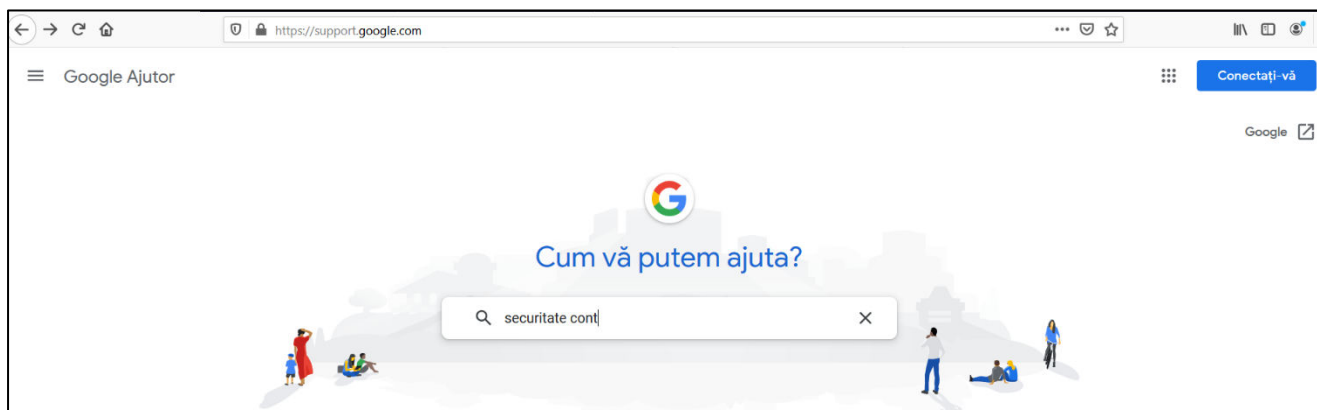 https://support.google.com
Google Ajutor
Conectați-vă
Google
Cum vă putem ajuta?
securitate cont